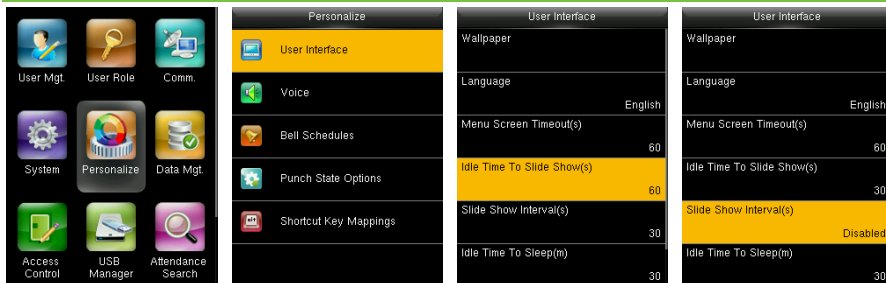 User Mgt.
User Role
Comm.
System
Personalize
Data Mgt.
Access
Control
USB
Manager
Attendance
Search
Personalize
User Interface
Voice
Bell Schedules
Punch State Options
alt
Shortcut Key Mappings
User Interface
Wallpaper
Language
English
Menu Screen Timeout(s)
60
Idle Time To Slide Show(s)
60
Slide Show Interval(s)
30
Idle Time To Sleep(m)
30
User Interface
Wallpaper
Language
English
Menu Screen Timeout(s)
60
Idle Time To Slide Show(s)
30
Slide Show Interval(s)
Disabled
Idle Time To Sleep(m)
30